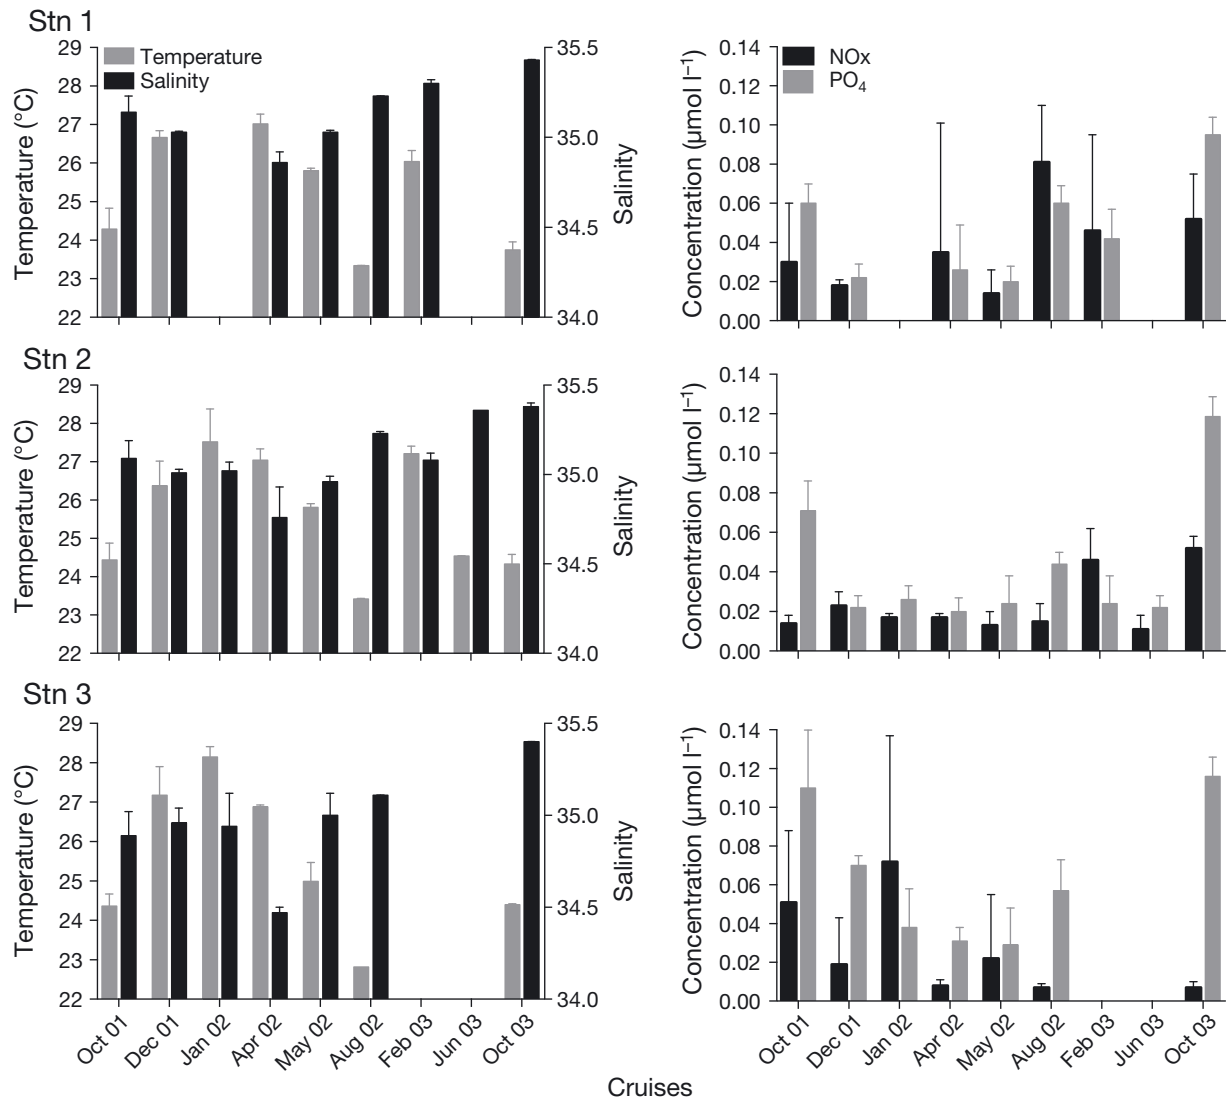 Stn 1
29
28
27
26
25
24
23
22
Temperature (°C)
Temperature
Salinity
35.5
35.0
34.5
34.0
Salinity
0.14
0.12
0.10
0.08
0.06
0.04
0.02
0.00
Concentration (µmol l⁻¹)
NOx
PO₄
Stn 2
29
28
27
26
25
24
23
22
Temperature (°C)
35.5
35.0
34.5
34.0
Salinity
0.14
0.12
0.10
0.08
0.06
0.04
0.02
0.00
Concentration (µmol l⁻¹)
Stn 3
29
28
27
26
25
24
23
22
Temperature (°C)
35.5
35.0
34.5
34.0
Salinity
Oct 01
Dec 01
Jan 02
Apr 02
May 02
Aug 02
Feb 03
Jun 03
Oct 03
0.14
0.12
0.10
0.08
0.06
0.04
0.02
0.00
Concentration (µmol l⁻¹)
Oct 01
Dec 01
Jan 02
Apr 02
May 02
Aug 02
Feb 03
Jun 03
Oct 03
Cruises